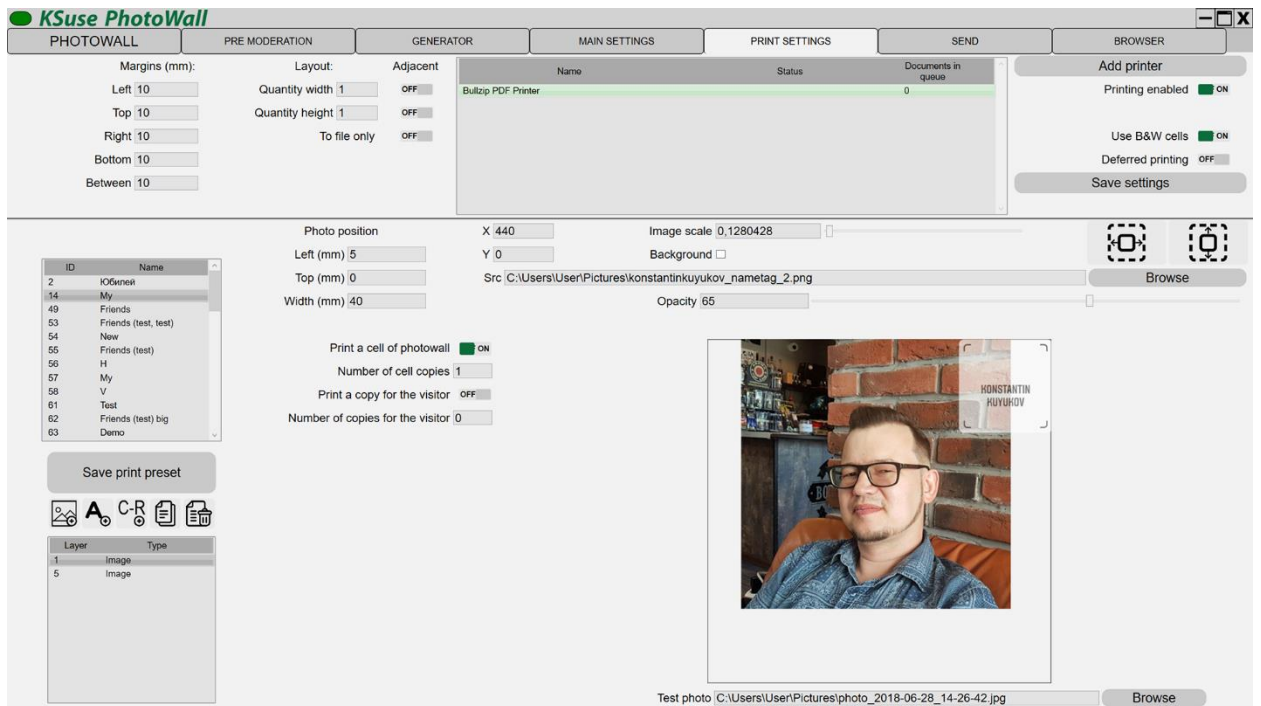 KSuse PhotoWall
X
PHOTOWALL PRE MODERATION GENERATOR MAIN SETTINGS PRINT SETTINGS SEND BROWSER
Margins (mm): Layout: Adjacent Name Status Documents in queue Add printer
Left 10 Quantity width 1 OFF Bullzip PDF Printer 0 Printing enabled ON
Top 10 Quantity height 1 OFF
Right 10 To file only OFF Use B&W cells ON
Bottom 10 Deferred printing OFF
Between 10 Save settings
Photo position X 440 Image scale 0,1280428
Left (mm) 5 Y 0 Background
Top (mm) 0 Src C:\Users\User\Pictures\konstantinkuyukov_nametag_2.png Browse
Width (mm) 40 Opacity 65
ID Name
2 Юбилей
14 My
49 Friends
53 Friends (test, test)
54 New
55 Friends (test)
56 H
57 My
58 V
61 Test
62 Friends (test) big
63 Demo
Print a cell of photowall ON
Number of cell copies 1
Print a copy for the visitor OFF
Number of copies for the visitor 0
KONSTANTIN
KUYUKOV
Save print preset
A C-R
Layer Type
1 Image
5 Image
Test photo C:\Users\User\Pictures\photo_2018-06-28_14-26-42.jpg Browse